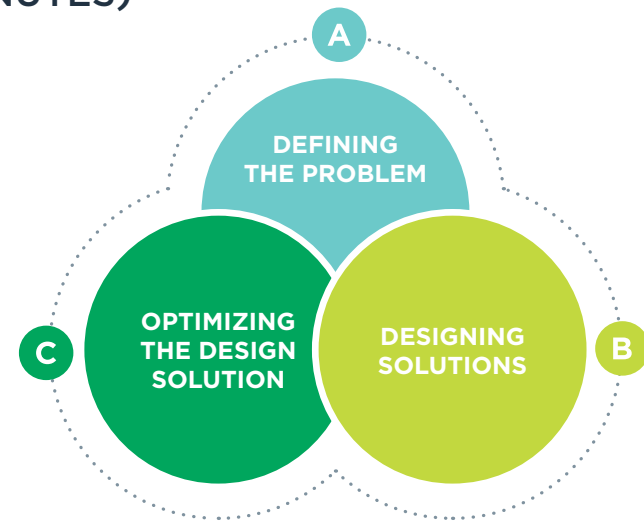 A
DEFINING
THE PROBLEM
OPTIMIZING
THE DESIGN
SOLUTION
DESIGNING
SOLUTIONS
C
B